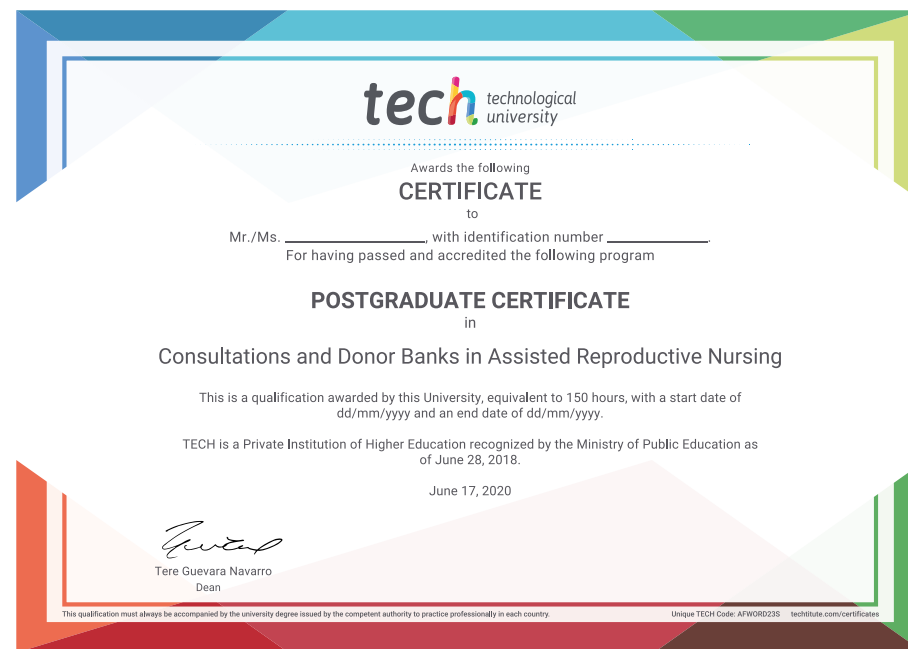 tech technological
university
Awards the following
CERTIFICATE
to
Mr./Ms. ____________________, with identification number __________________.
For having passed and accredited the following program
POSTGRADUATE CERTIFICATE
in
Consultations and Donor Banks in Assisted Reproductive Nursing
This is a qualification awarded by this University, equivalent to 150 hours, with a start date of
dd/mm/yyyy and an end date of dd/mm/yyyy.
TECH is a Private Institution of Higher Education recognized by the Ministry of Public Education as
of June 28, 2018.
June 17, 2020
Tere Guevara Navarro
Dean
This qualification must always be accompanied by the university degree issued by the competent authority to practice professionally in each country. Unique TECH Code: AFWORD23S techtitute.com/certificates